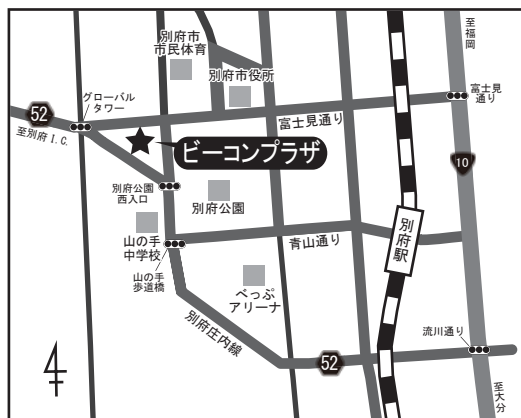 至福岡
別府市
市民体育
別府市役所
グローバル
タワー
富士見
通り
52
富士見通り
至別府 I.C.
ビーコンプラザ
10
別府公園
西入口
別府公園
山の手
中学校
青山通り
別府駅
山の手
歩道橋
べっぷ
アリーナ
別府庄内線
流川通り
52
至大分